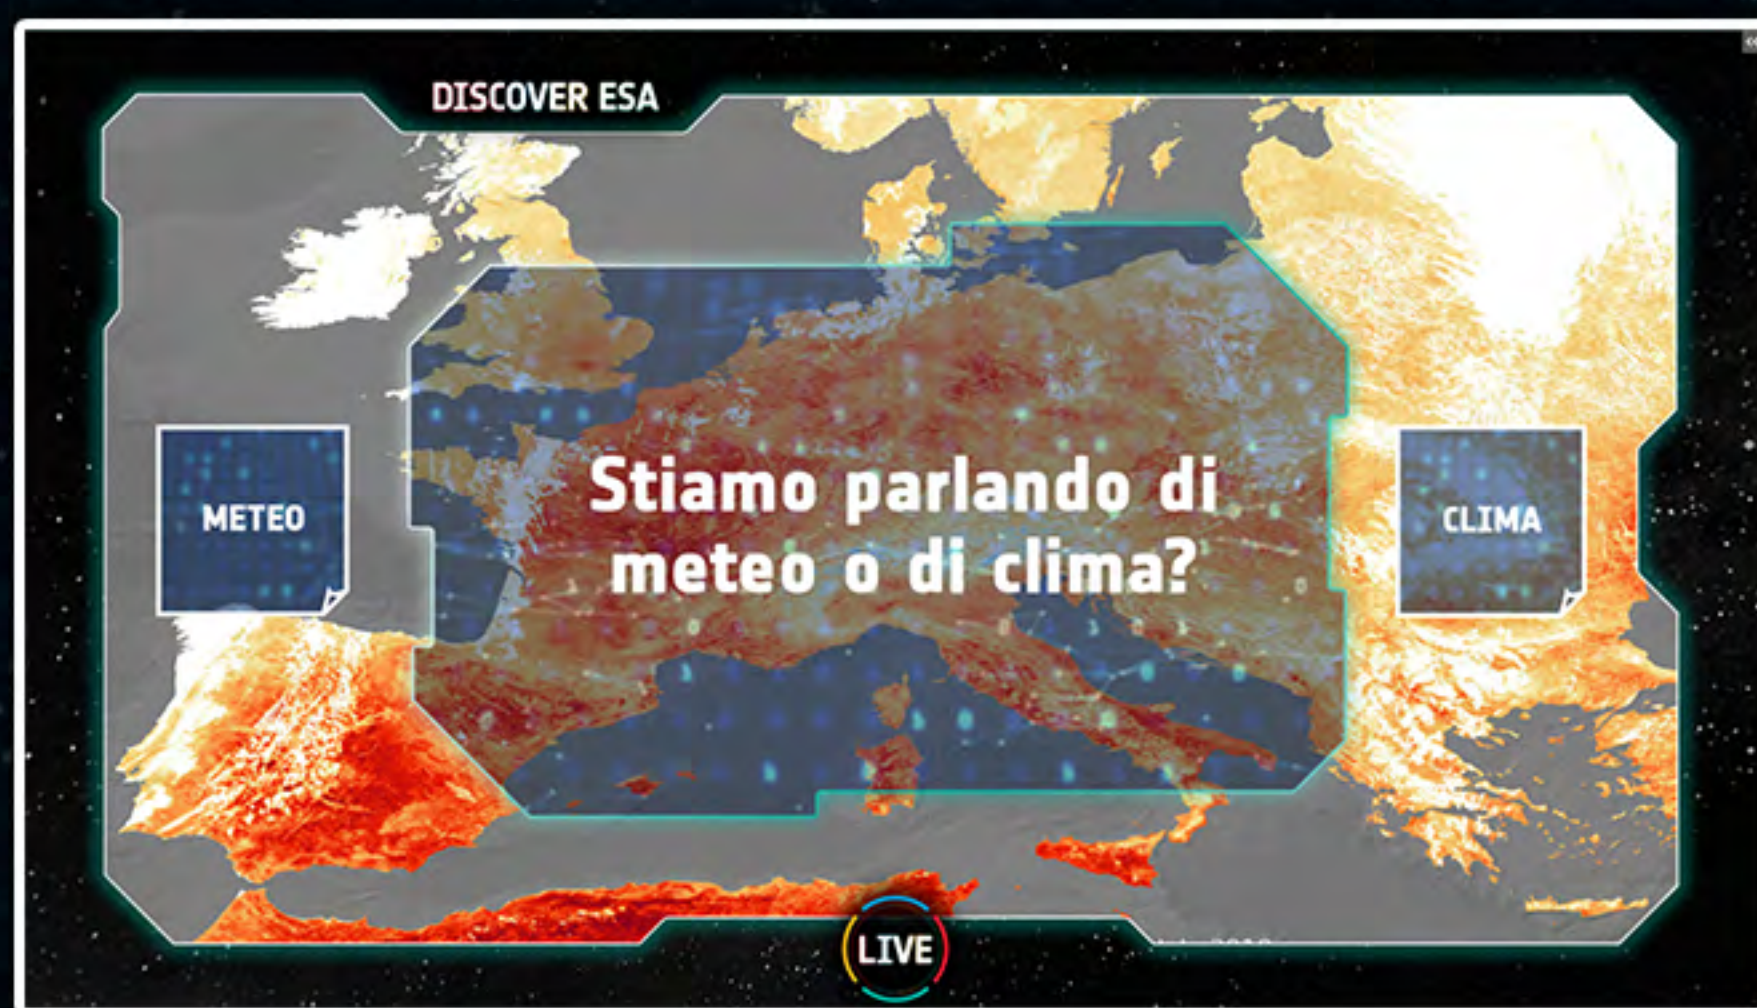 DISCOVER ESA
METEO
Stiamo parlando di
meteo o di clima?
CLIMA
LIVE